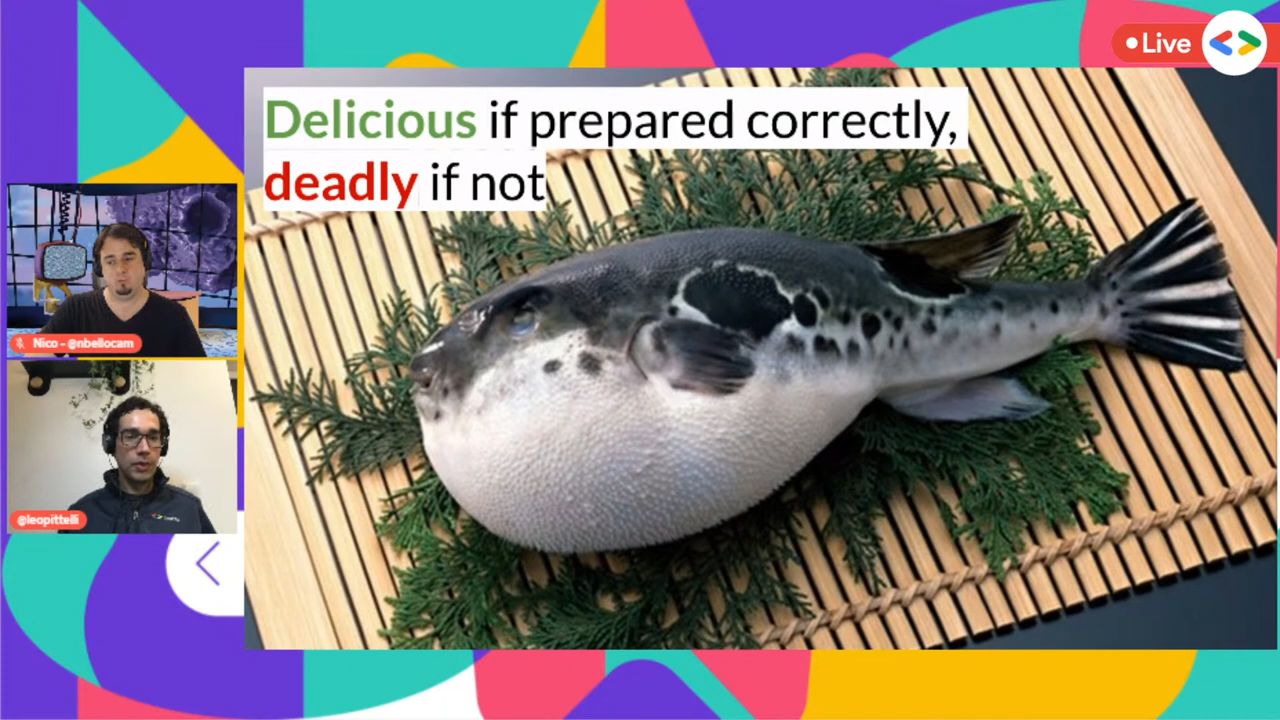 Live
Delicious if prepared correctly,
deadly if not
Nico - @nbellocam
@leopittelli